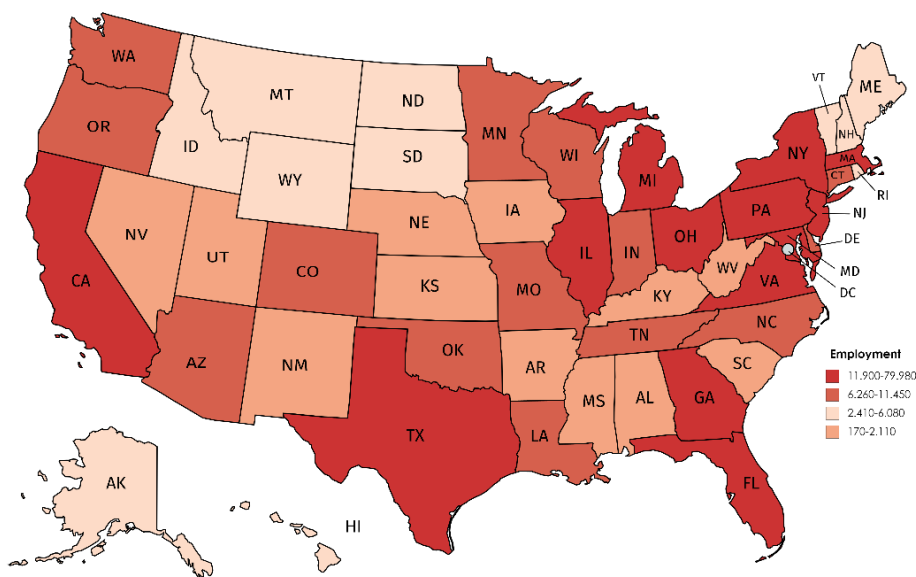 WA
MT
ND
MN
VT
ME
OR
ID
SD
WI
NH
WY
MI
NY
MA
CT
RI
NE
IA
PA
NJ
NV
UT
IL
IN
OH
DE
CA
CO
KS
MO
WV
MD
KY
VA
DC
AZ
NM
OK
AR
TN
NC
MS
AL
GA
SC
Employment
11.900-79.980
6.260-11.450
2.410-6.080
170-2.110
TX
LA
FL
AK
HI